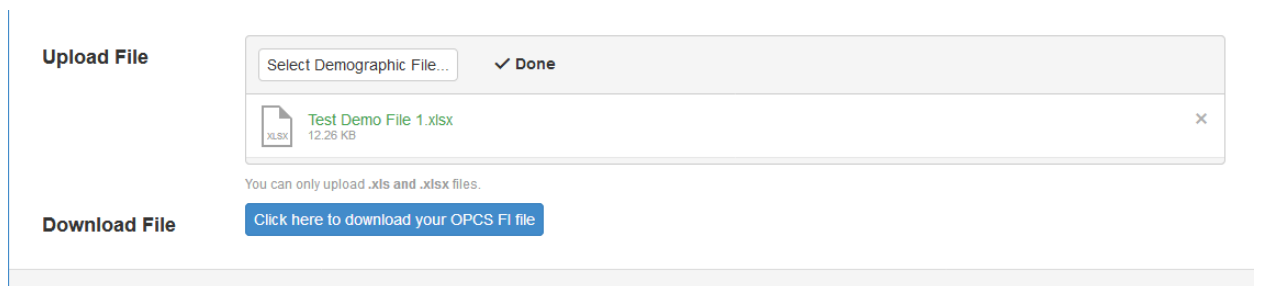 Upload File
Select Demographic File...
Done
XLSX
Test Demo File 1.xlsx
12.26 KB
You can only upload .xls and .xlsx files.
Download File
Click here to download your OPCS FI file